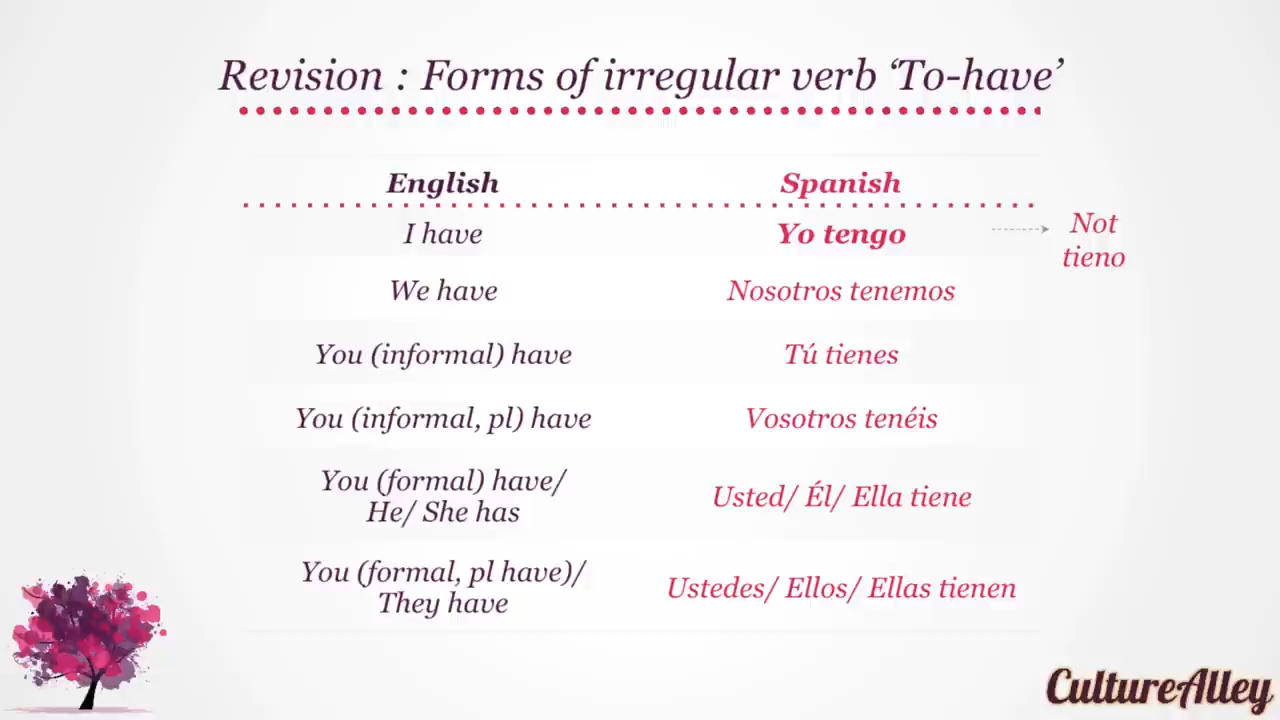 Revision : Forms of irregular verb ‘To-have’
English Spanish
I have Yo tengo
Not
tieno
We have Nosotros tenemos
You (informal) have Tú tienes
You (informal, pl) have Vosotros tenéis
You (formal) have/
He/ She has
Usted/ Él/ Ella tiene
You (formal, pl have)/
They have
Ustedes/ Ellos/ Ellas tienen
CultureAlley